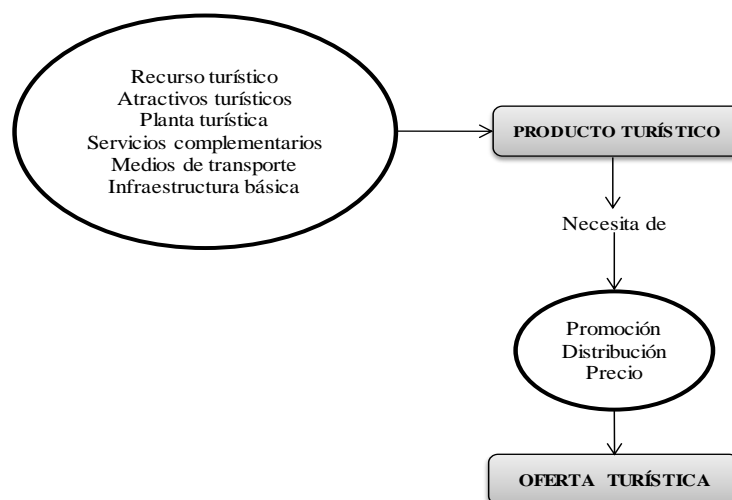 Recurso turístico
Atractivos turísticos
Planta turística
Servicios complementarios
Medios de transporte
Infraestructura básica
PRODUCTO TURÍSTICO
Necesita de
Promoción
Distribución
Precio
OFERTA TURÍSTICA